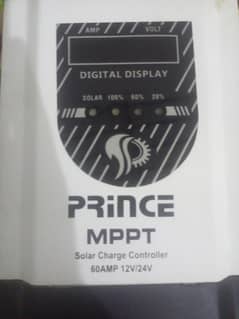 AMP VOLT
DIGITAL DISPLAY
SOLAR 100% 60% 20%
PRiNCE
MPPT
Solar Charge Controller
60AMP 12V/24V